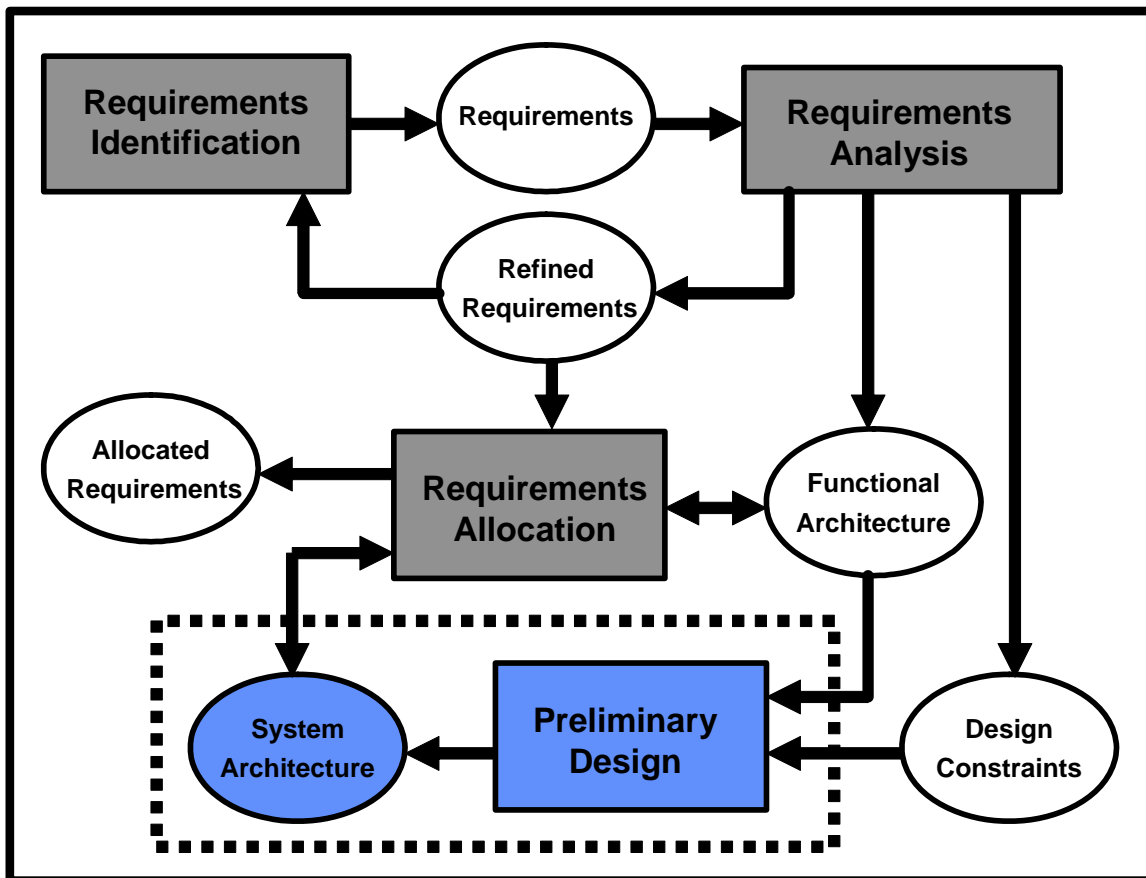 Requirements
Identification
Requirements
Requirements
Analysis
Refined
Requirements
Allocated
Requirements
Requirements
Allocation
Functional
Architecture
System
Architecture
Preliminary
Design
Design
Constraints